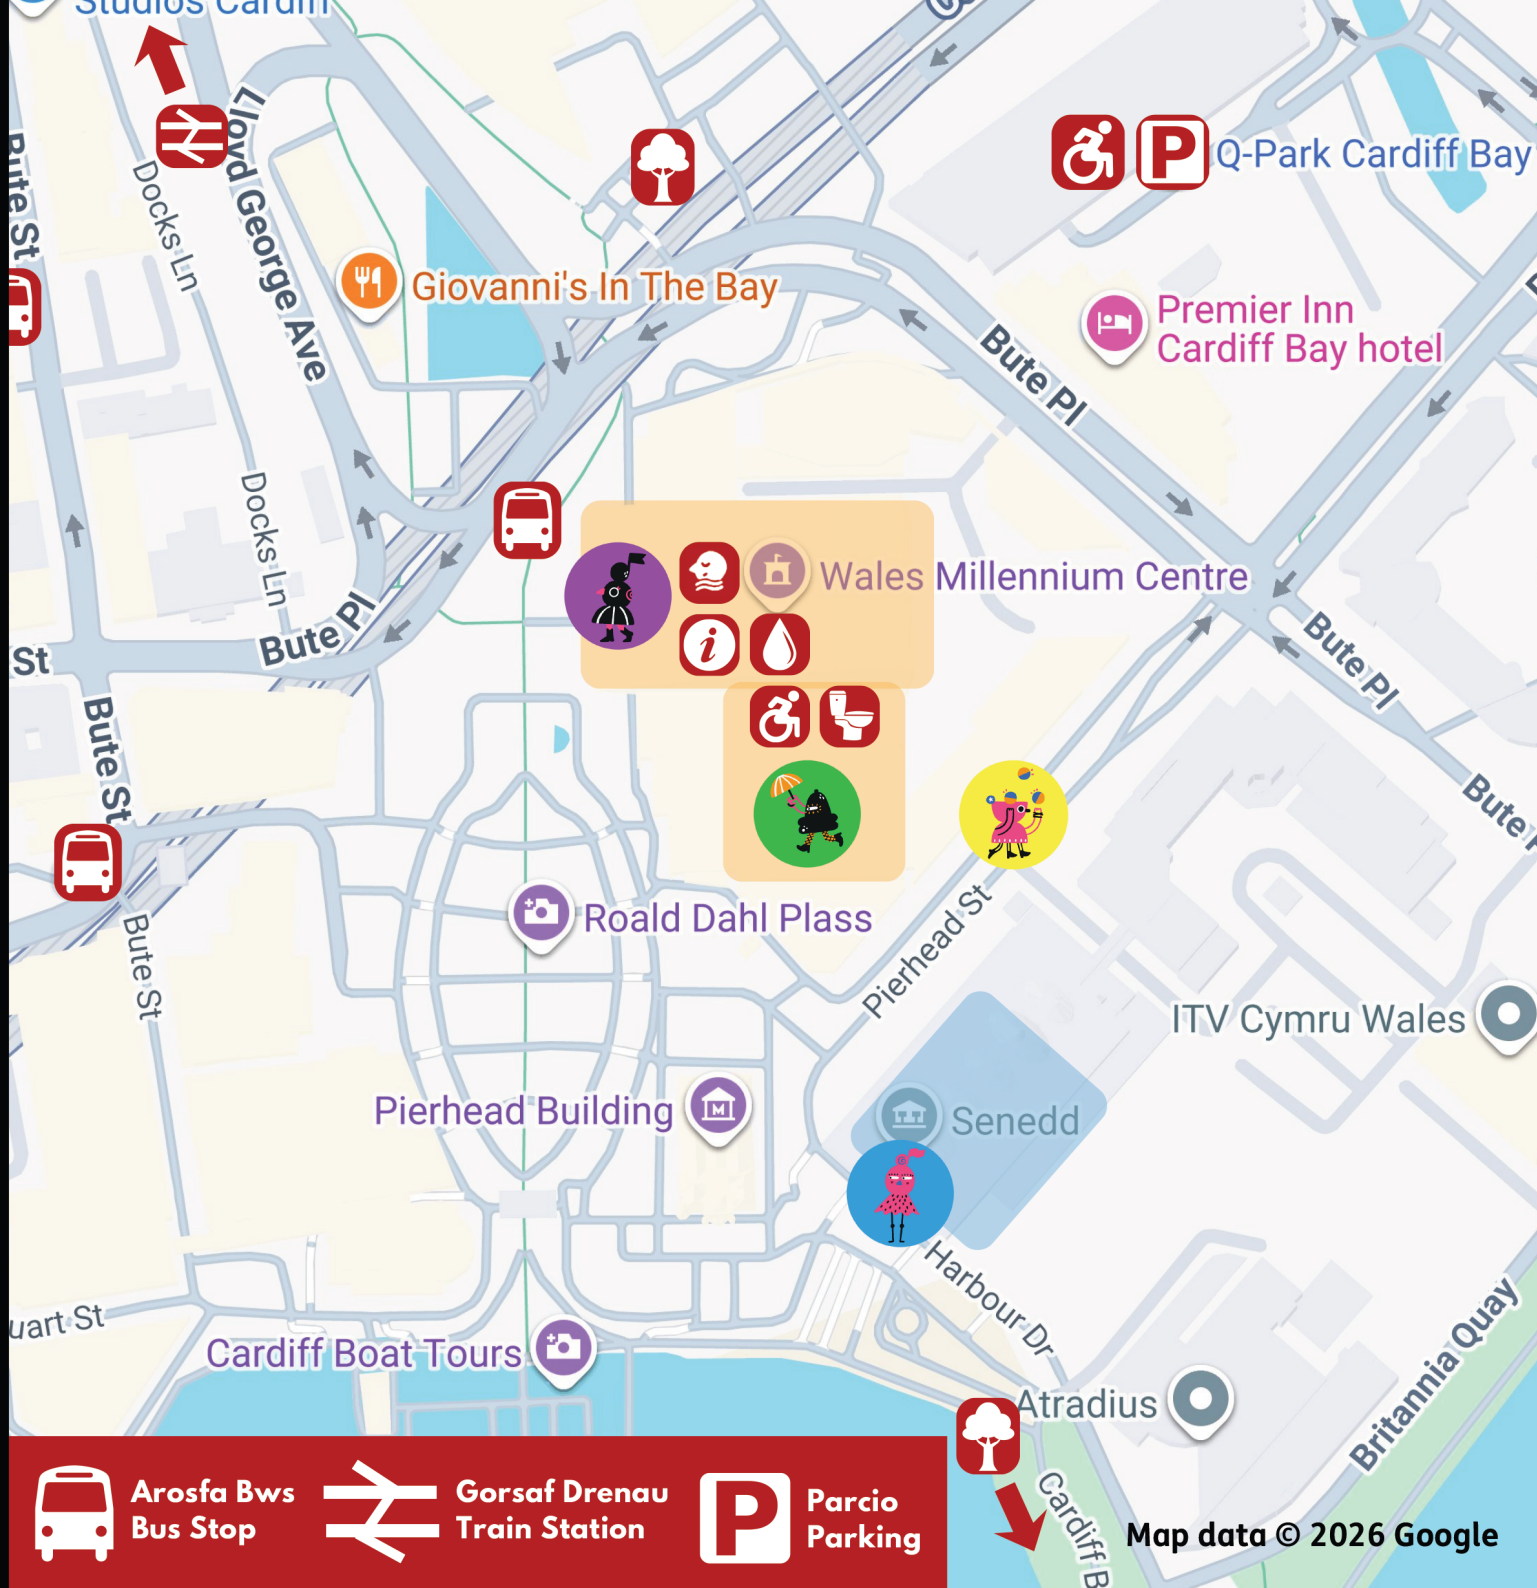 Studios Cardiff
Lloyd George Ave
Docks Ln
Bute St
Q-Park Cardiff Bay
Giovanni's In The Bay
Premier Inn
Cardiff Bay hotel
Bute Pl
Docks Ln
Wales Millennium Centre
i
Bute Pl
St
Bute Pl
Bute St
Bute
Roald Dahl Plass
Pierhead St
Bute St
ITV Cymru Wales
Pierhead Building
M
Senedd
Harbour Dr
uart St
Cardiff Boat Tours
Britannia Quay
Atradius
Cardiff B
P
Arosfa Bws
Bus Stop
Gorsaf Drenau
Train Station
P
Parcio
Parking
Map data © 2026 Google